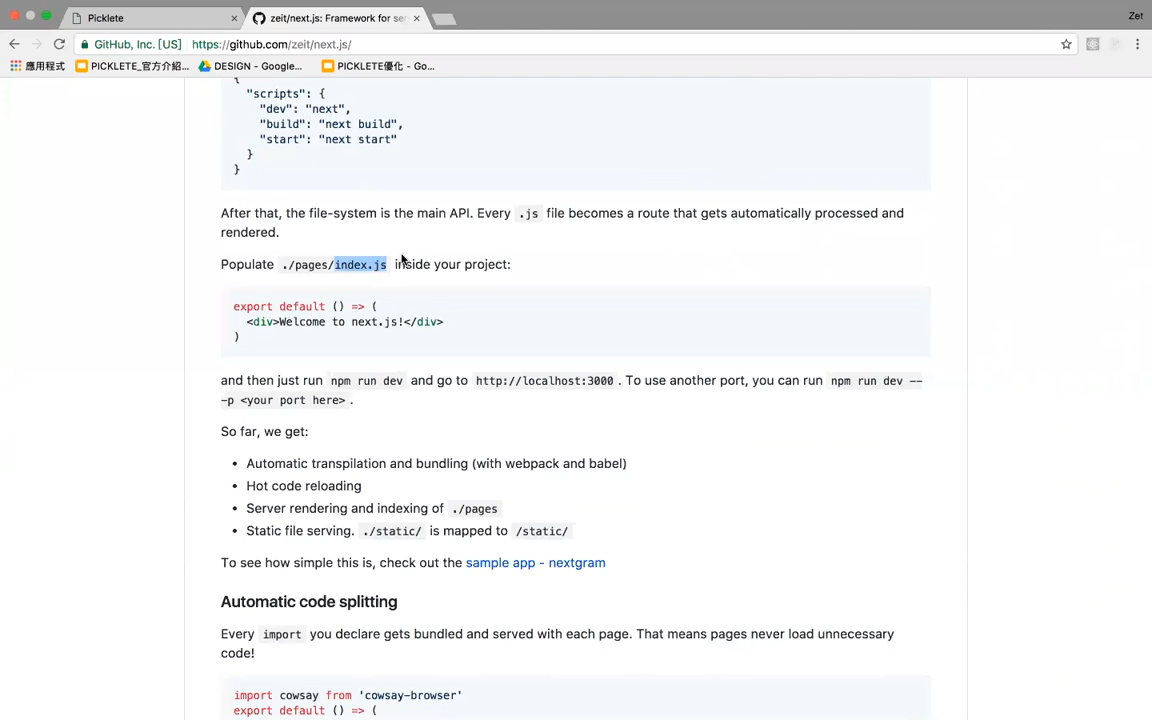 Picklete
zeit/next.js: Framework for se
Zet
GitHub, Inc. [US]
https://github.com/zeit/next.js/
應用程式
PICKLETE_官方介紹...
DESIGN - Google...
PICKLETE優化 - Go...
{
"scripts": {
"dev": "next",
"build": "next build",
"start": "next start"
}
}
After that, the file-system is the main API. Every .js file becomes a route that gets automatically processed and
rendered.
Populate ./pages/index.js inside your project:
export default () => (
<div>Welcome to next.js!</div>
)
and then just run npm run dev and go to http://localhost:3000 . To use another port, you can run npm run dev --
-p <your port here> .
So far, we get:
• Automatic transpilation and bundling (with webpack and babel)
• Hot code reloading
• Server rendering and indexing of ./pages
• Static file serving. ./static/ is mapped to /static/
To see how simple this is, check out the sample app - nextgram
Automatic code splitting
Every import you declare gets bundled and served with each page. That means pages never load unnecessary
code!
import cowsay from 'cowsay-browser'
export default () => (